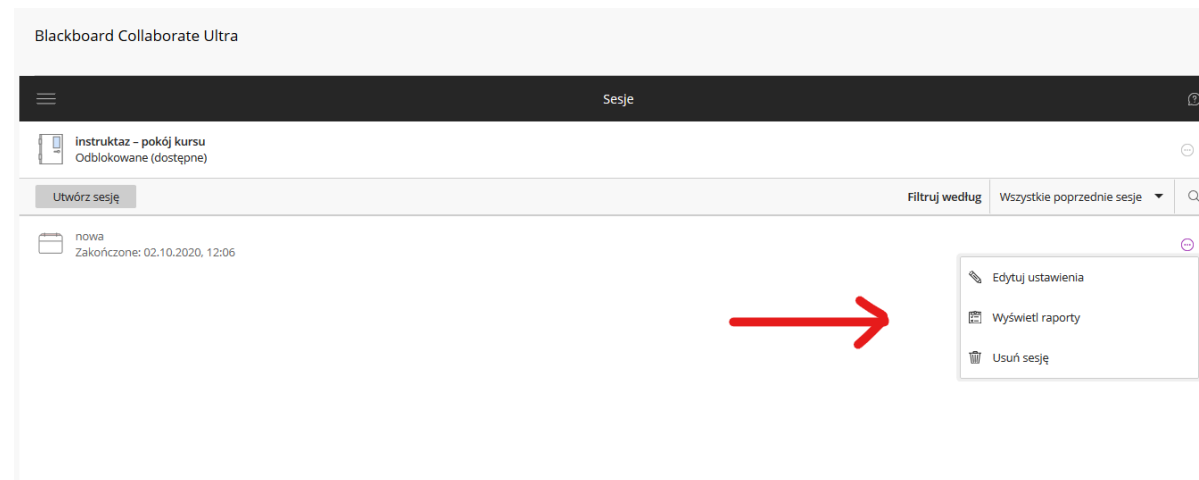 Blackboard Collaborate Ultra
Sesje
instruktaz – pokój kursu
Odblokowane (dostępne)
Utwórz sesję
Filtruj według Wszystkie poprzednie sesje
nowa
Zakończone: 02.10.2020, 12:06
Edytuj ustawienia
Wyświetl raporty
Usuń sesję